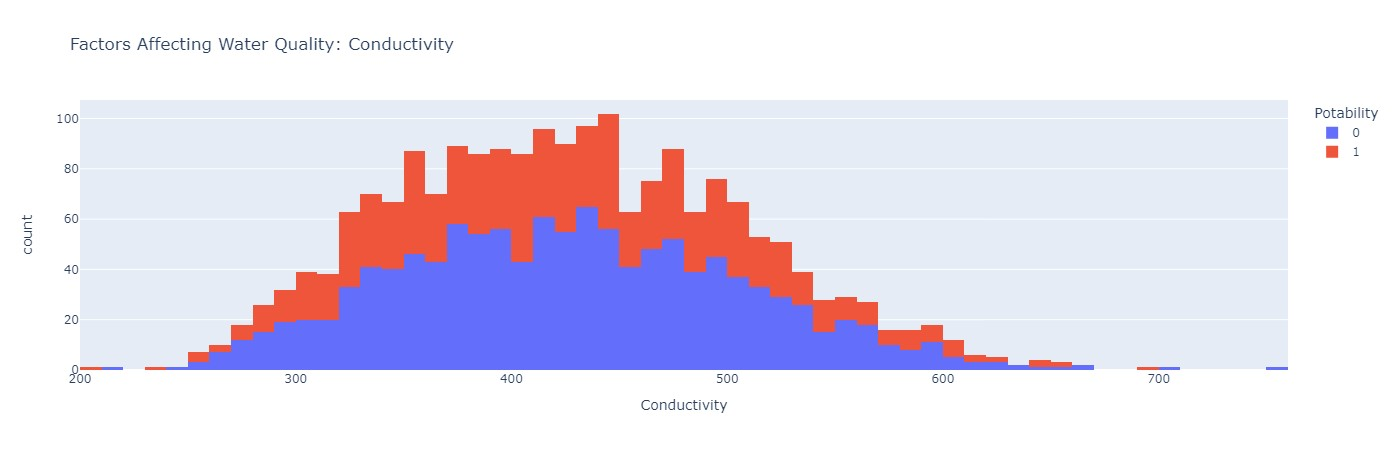 Factors Affecting Water Quality: Conductivity
Potability
0
1
100
80
60
40
20
0
count
200 300 400 500 600 700
Conductivity